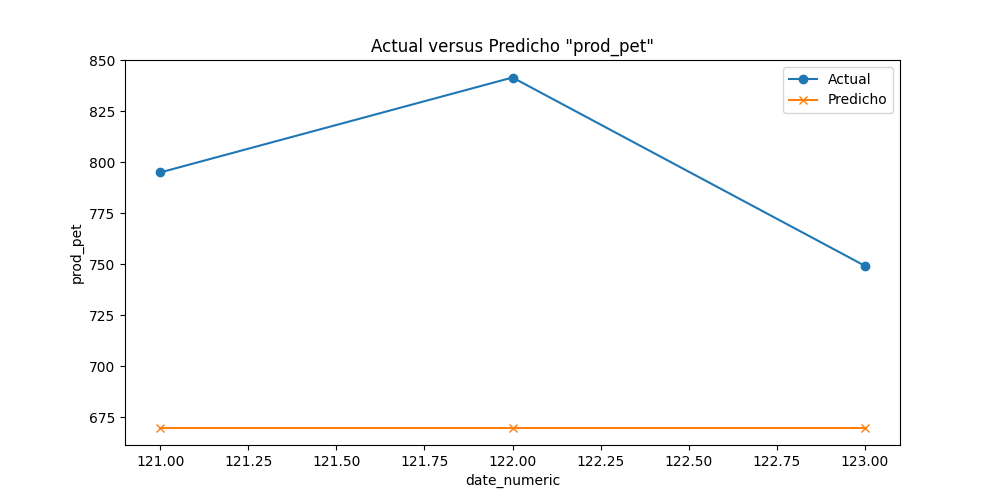 Actual versus Predicho "prod_pet"
Actual
Predicho
850
825
800
775
750
725
700
675
prod_pet
121.00 121.25 121.50 121.75 122.00 122.25 122.50 122.75 123.00
date_numeric